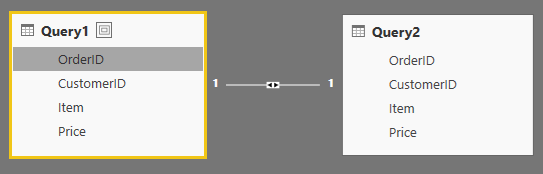 Query1
OrderID
CustomerID
Item
Price
1
1
Query2
OrderID
CustomerID
Item
Price